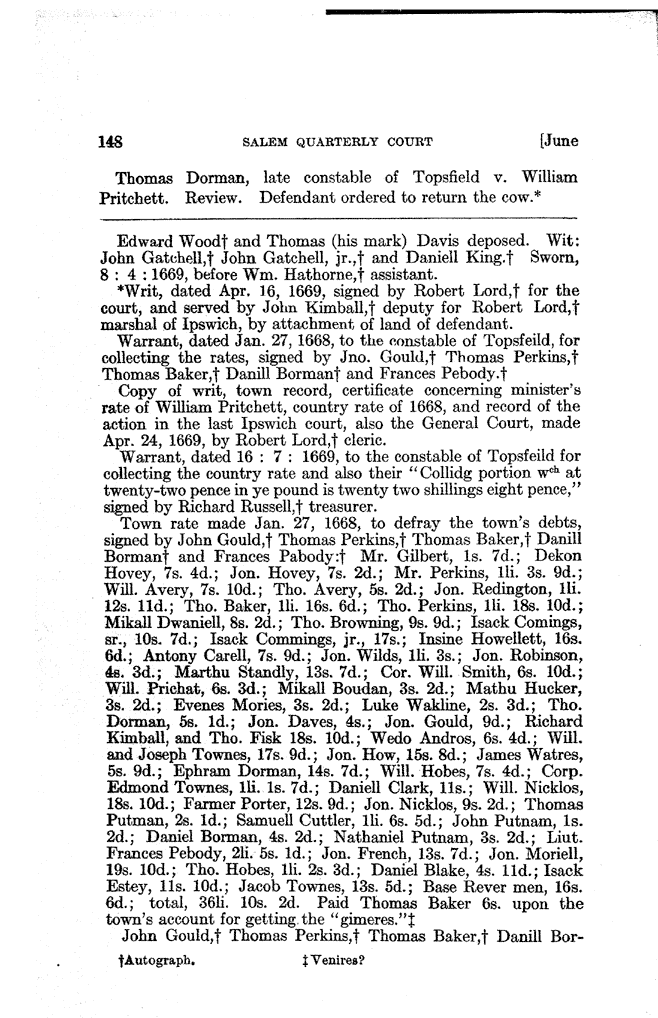 148 SALEM QUARTERLY COURT [June
Thomas Dorman, late constable of Topsfield v. William
Pritchett. Review. Defendant ordered to return the cow.*
Edward Wood† and Thomas (his mark) Davis deposed. Wit:
John Gatchell,† John Gatchell, jr.,† and Daniell King.† Sworn,
8 : 4 : 1669, before Wm. Hathorne,† assistant.
*Writ, dated Apr. 16, 1669, signed by Robert Lord,† for the
court, and served by John Kimball,† deputy for Robert Lord,†
marshal of Ipswich, by attachment of land of defendant.
Warrant, dated Jan. 27, 1668, to the constable of Topsfeild, for
collecting the rates, signed by Jno. Gould,† Thomas Perkins,†
Thomas Baker,† Danill Borman† and Frances Pebody.†
Copy of writ, town record, certificate concerning minister's
rate of William Pritchett, country rate of 1668, and record of the
action in the last Ipswich court, also the General Court, made
Apr. 24, 1669, by Robert Lord,† cleric.
Warrant, dated 16 : 7 : 1669, to the constable of Topsfeild for
collecting the country rate and also their "Collidg portion wch at
twenty-two pence in ye pound is twenty two shillings eight pence,"
signed by Richard Russell,† treasurer.
Town rate made Jan. 27, 1668, to defray the town's debts,
signed by John Gould,† Thomas Perkins,† Thomas Baker,† Danill
Borman† and Frances Pabody:† Mr. Gilbert, 1s. 7d.; Dekon
Hovey, 7s. 4d.; Jon. Hovey, 7s. 2d.; Mr. Perkins, 1li. 3s. 9d.;
Will. Avery, 7s. 10d.; Tho. Avery, 5s. 2d.; Jon. Redington, 1li.
12s. 11d.; Tho. Baker, 1li. 16s. 6d.; Tho. Perkins, 1li. 18s. 10d.;
Mikall Dwaniell, 8s. 2d.; Tho. Browning, 9s. 9d.; Isack Comings,
sr., 10s. 7d.; Isack Commings, jr., 17s.; Insine Howellett, 16s.
6d.; Antony Carell, 7s. 9d.; Jon. Wilds, 1li. 3s.; Jon. Robinson,
4s. 3d.; Marthu Standly, 13s. 7d.; Cor. Will. Smith, 6s. 10d.;
Will. Prichat, 6s. 3d.; Mikall Boudan, 3s. 2d.; Mathu Hucker,
3s. 2d.; Evenes Mories, 3s. 2d.; Luke Wakline, 2s. 3d.; Tho.
Dorman, 5s. 1d.; Jon. Daves, 4s.; Jon. Gould, 9d.; Richard
Kimball, and Tho. Fisk 18s. 10d.; Wedo Andros, 6s. 4d.; Will.
and Joseph Townes, 17s. 9d.; Jon. How, 15s. 8d.; James Watres,
5s. 9d.; Ephram Dorman, 14s. 7d.; Will. Hobes, 7s. 4d.; Corp.
Edmond Townes, 1li. 1s. 7d.; Daniell Clark, 11s.; Will. Nicklos,
18s. 10d.; Farmer Porter, 12s. 9d.; Jon. Nicklos, 9s. 2d.; Thomas
Putman, 2s. 1d.; Samuell Cuttler, 1li. 6s. 5d.; John Putnam, 1s.
2d.; Daniel Borman, 4s. 2d.; Nathaniel Putnam, 3s. 2d.; Liut.
Frances Pebody, 2li. 5s. 1d.; Jon. French, 13s. 7d.; Jon. Moriell,
19s. 10d.; Tho. Hobes, 1li. 2s. 3d.; Daniel Blake, 4s. 11d.; Isack
Estey, 11s. 10d.; Jacob Townes, 13s. 5d.; Base Rever men, 16s.
6d.; total, 36li. 10s. 2d. Paid Thomas Baker 6s. upon the
town's account for getting the "gimeres."‡
John Gould,† Thomas Perkins,† Thomas Baker,† Danill Bor-
†Autograph. ‡Venires?